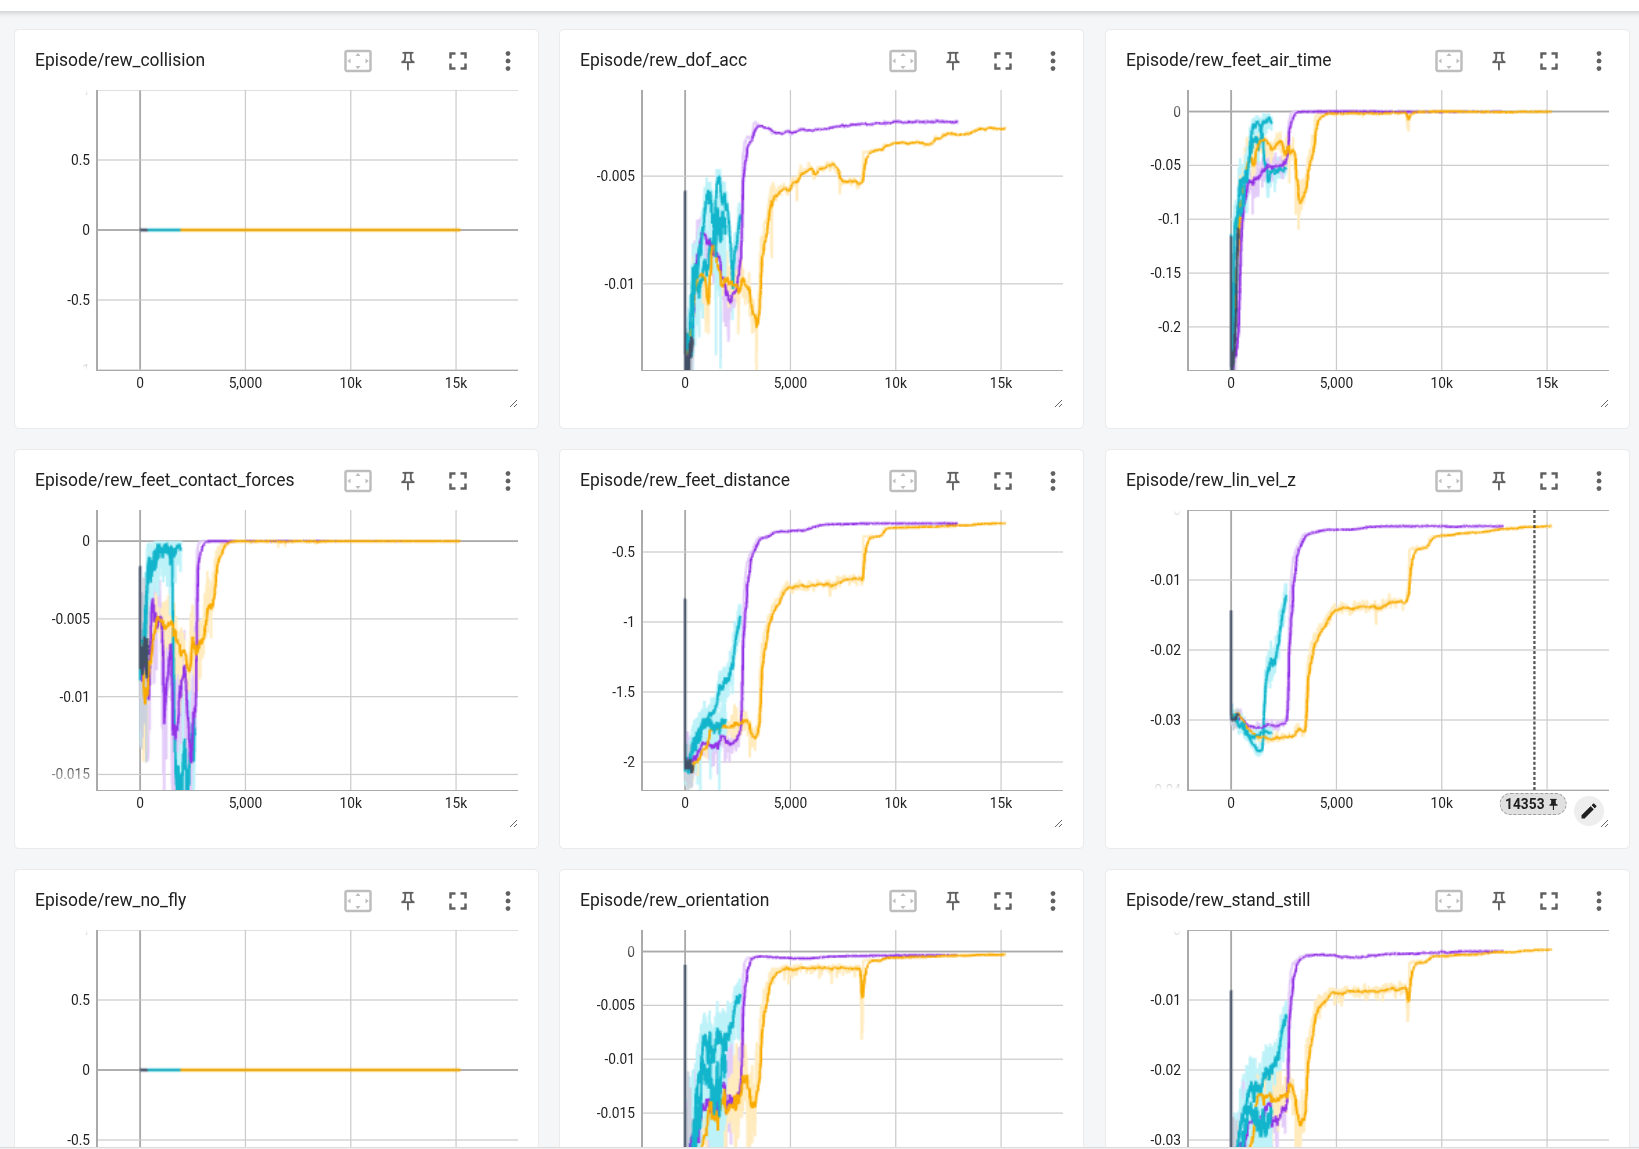 Episode/rew_collision
0.5
0
-0.5
0 5,000 10k 15k
Episode/rew_dof_acc
-0.005
-0.01
0 5,000 10k 15k
Episode/rew_feet_air_time
0
-0.05
-0.1
-0.15
-0.2
0 5,000 10k 15k
Episode/rew_feet_contact_forces
0
-0.005
-0.01
-0.015
0 5,000 10k 15k
Episode/rew_feet_distance
-0.5
-1
-1.5
-2
0 5,000 10k 15k
Episode/rew_lin_vel_z
-0.01
-0.02
-0.03
0 5,000 10k
14353
Episode/rew_no_fly
0.5
0
-0.5
Episode/rew_orientation
0
-0.005
-0.01
-0.015
Episode/rew_stand_still
-0.01
-0.02
-0.03